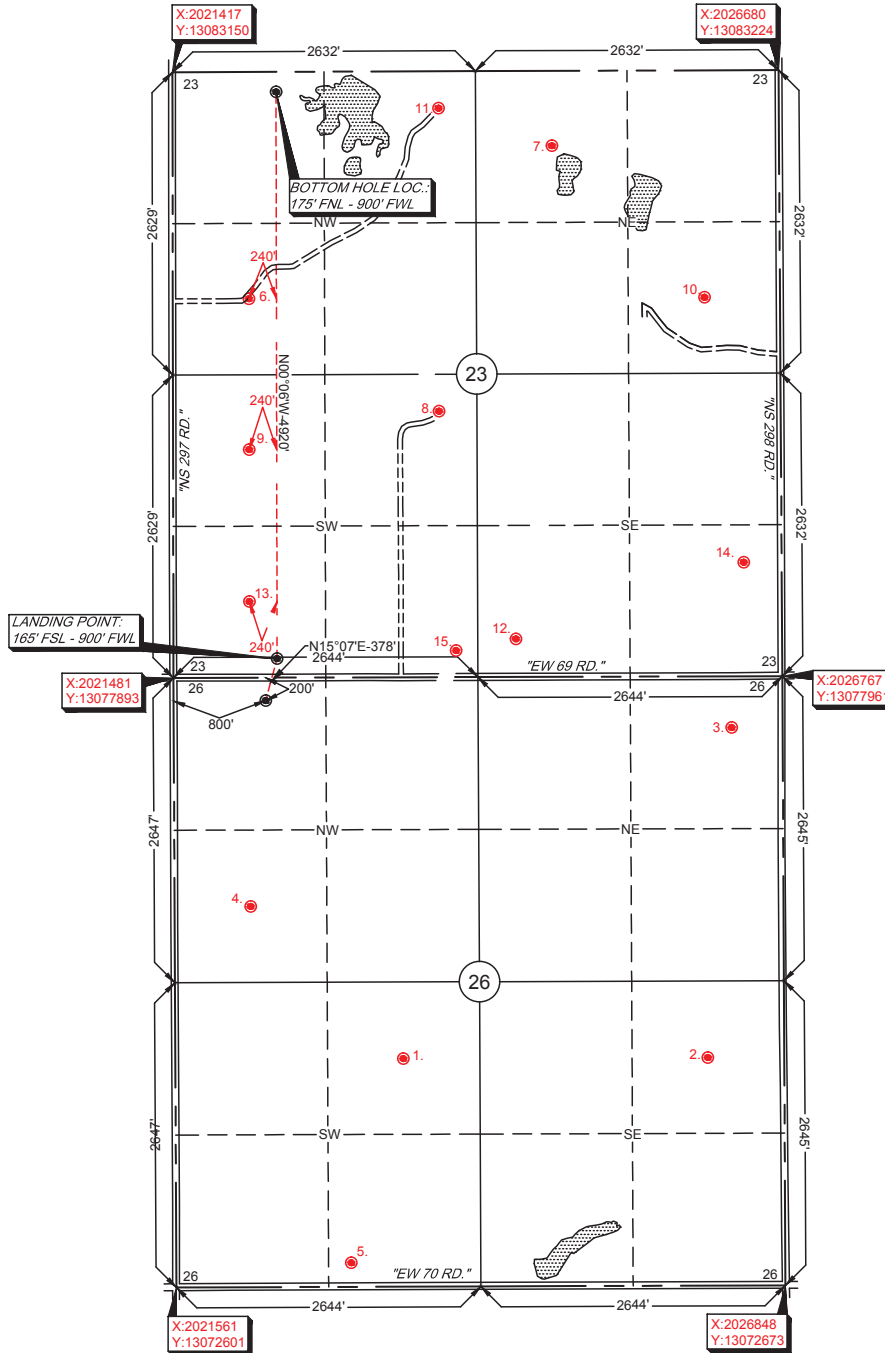 X:2021417
Y:13083150
X:2026680
Y:13083224
2632'
2632'
23
23
11.
7.
BOTTOM HOLE LOC.:
175' FNL - 900' FWL
2629'
NW
NE
2632'
240'
6.
10.
N00°06'W-4920'
23
240'
8.
9.
"NS 297 RD."
"NS 298 RD."
2629'
SW
SE
2632'
14.
13.
LANDING POINT:
165' FSL - 900' FWL
12.
240'
N15°07'E-378'
15.
2644'
23
"EW 69 RD."
23
X:2021481
Y:13077893
26
200'
26
X:2026767
Y:13077961
2644'
800'
3.
2647'
NW
NE
2645'
4.
26
1.
2.
2647'
SW
SE
2645'
5.
26
"EW 70 RD."
26
2644'
2644'
X:2021561
Y:13072601
X:2026848
Y:13072673